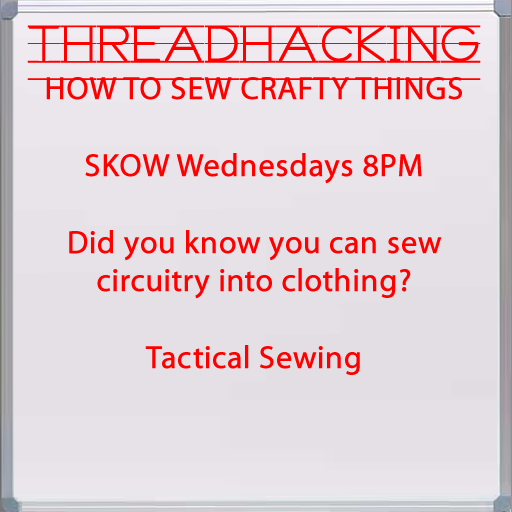 THREADHACKING
HOW TO SEW CRAFTY THINGS
SKOW Wednesdays 8PM
Did you know you can sew
circuitry into clothing?
Tactical Sewing